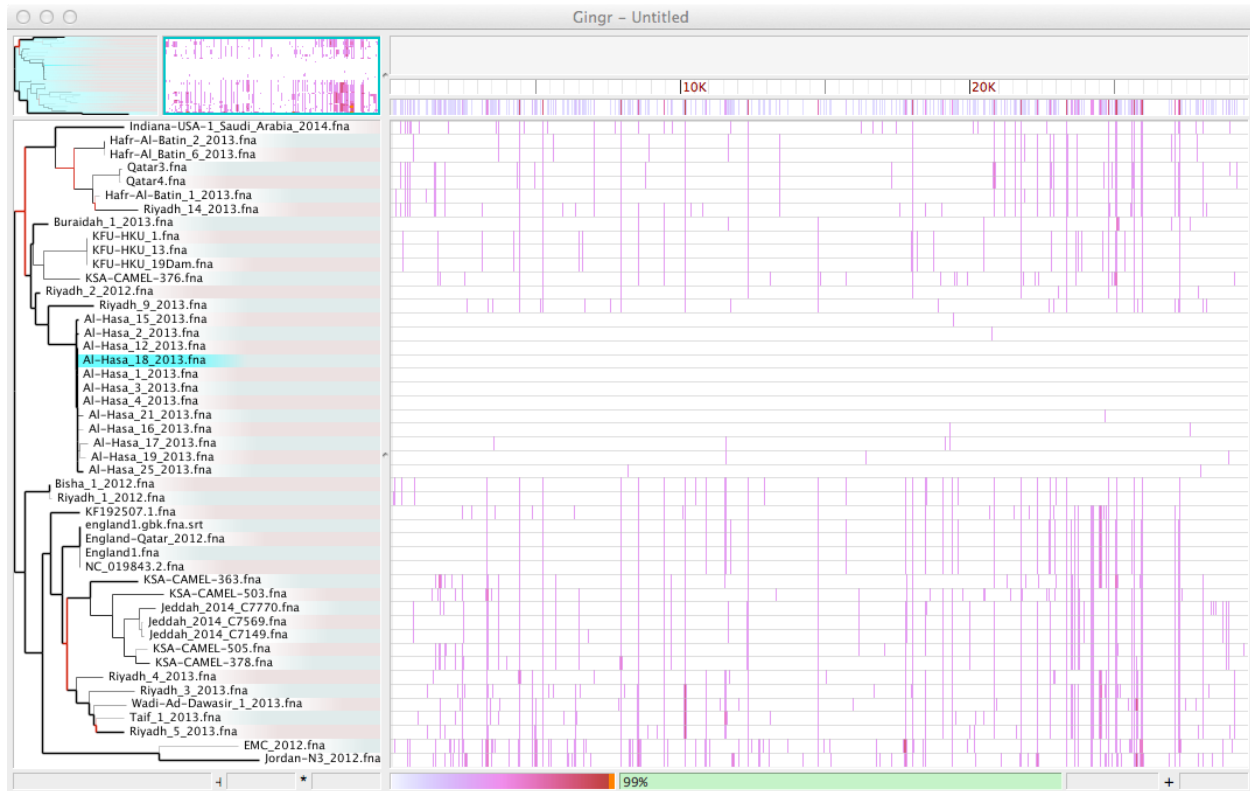 Gingr – Untitled
10K 20K
Indiana-USA-1_Saudi_Arabia_2014.fna
Hafr-Al-Batin_2_2013.fna
Hafr-Al_Batin_6_2013.fna
Qatar3.fna
Qatar4.fna
Hafr-Al-Batin_1_2013.fna
Riyadh_14_2013.fna
Buraidah_1_2013.fna
KFU-HKU_1.fna
KFU-HKU_13.fna
KFU-HKU_19Dam.fna
KSA-CAMEL-376.fna
Riyadh_2_2012.fna
Riyadh_9_2013.fna
Al-Hasa_15_2013.fna
Al-Hasa_2_2013.fna
Al-Hasa_12_2013.fna
Al-Hasa_18_2013.fna
Al-Hasa_1_2013.fna
Al-Hasa_3_2013.fna
Al-Hasa_4_2013.fna
Al-Hasa_21_2013.fna
Al-Hasa_16_2013.fna
Al-Hasa_17_2013.fna
Al-Hasa_19_2013.fna
Al-Hasa_25_2013.fna
Bisha_1_2012.fna
Riyadh_1_2012.fna
KF192507.1.fna
england1.gbk.fna.srt
England-Qatar_2012.fna
England1.fna
NC_019843.2.fna
KSA-CAMEL-363.fna
KSA-CAMEL-503.fna
Jeddah_2014_C7770.fna
Jeddah_2014_C7569.fna
Jeddah_2014_C7149.fna
KSA-CAMEL-505.fna
KSA-CAMEL-378.fna
Riyadh_4_2013.fna
Riyadh_3_2013.fna
Wadi-Ad-Dawasir_1_2013.fna
Taif_1_2013.fna
Riyadh_5_2013.fna
EMC_2012.fna
Jordan-N3_2012.fna
* 99% +